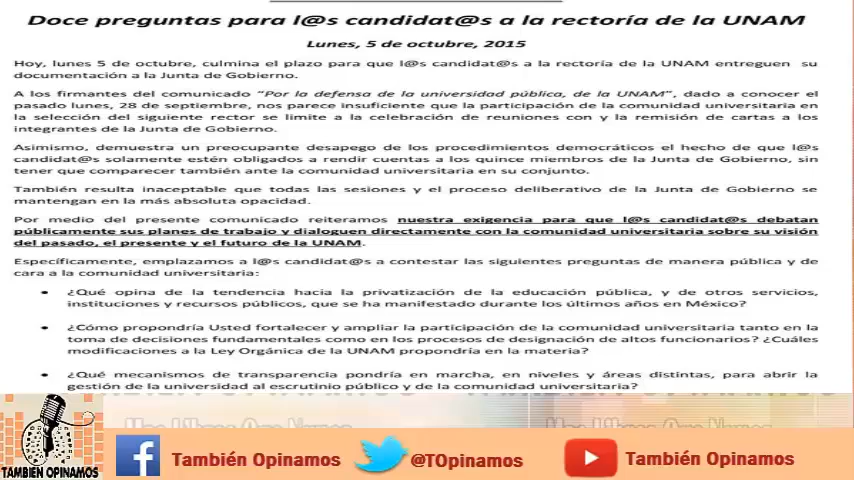 Doce preguntas para l@s candidat@s a la rectoría de la UNAM
Lunes, 5 de octubre, 2015
Hoy, lunes 5 de octubre, culmina el plazo para que l@s candidat@s a la rectoría de la UNAM entreguen su
documentación a la Junta de Gobierno.
A los firmantes del comunicado “Por la defensa de la universidad pública, de la UNAM”, dado a conocer el
pasado lunes, 28 de septiembre, nos parece insuficiente que la participación de la comunidad universitaria en
la selección del siguiente rector se limite a la celebración de reuniones con y la remisión de cartas a los
integrantes de la Junta de Gobierno.
Asimismo, demuestra un preocupante desapego de los procedimientos democráticos el hecho de que l@s
candidat@s solamente estén obligados a rendir cuentas a los quince miembros de la Junta de Gobierno, sin
tener que comparecer también ante la comunidad universitaria en su conjunto.
También resulta inaceptable que todas las sesiones y el proceso deliberativo de la Junta de Gobierno se
mantengan en la más absoluta opacidad.
Por medio del presente comunicado reiteramos nuestra exigencia para que l@s candidat@s debatan
públicamente sus planes de trabajo y dialoguen directamente con la comunidad universitaria sobre su visión
del pasado, el presente y el futuro de la UNAM.
Específicamente, emplazamos a l@s candidat@s a contestar las siguientes preguntas de manera pública y de
cara a la comunidad universitaria:
• ¿Qué opina de la tendencia hacia la privatización de la educación pública, y de otros servicios,
instituciones y recursos públicos, que se ha manifestado durante los últimos años en México?
• ¿Cómo propondría Usted fortalecer y ampliar la participación de la comunidad universitaria tanto en la
toma de decisiones fundamentales como en los procesos de designación de altos funcionarios? ¿Cuáles
modificaciones a la Ley Orgánica de la UNAM propondría en la materia?
• ¿Qué mecanismos de transparencia pondría en marcha, en niveles y áreas distintas, para abrir la
gestión de la universidad al escrutinio público y de la comunidad universitaria?
TAMBIEN OPINAMOS
También Opinamos
@TOpinamos
También Opinamos